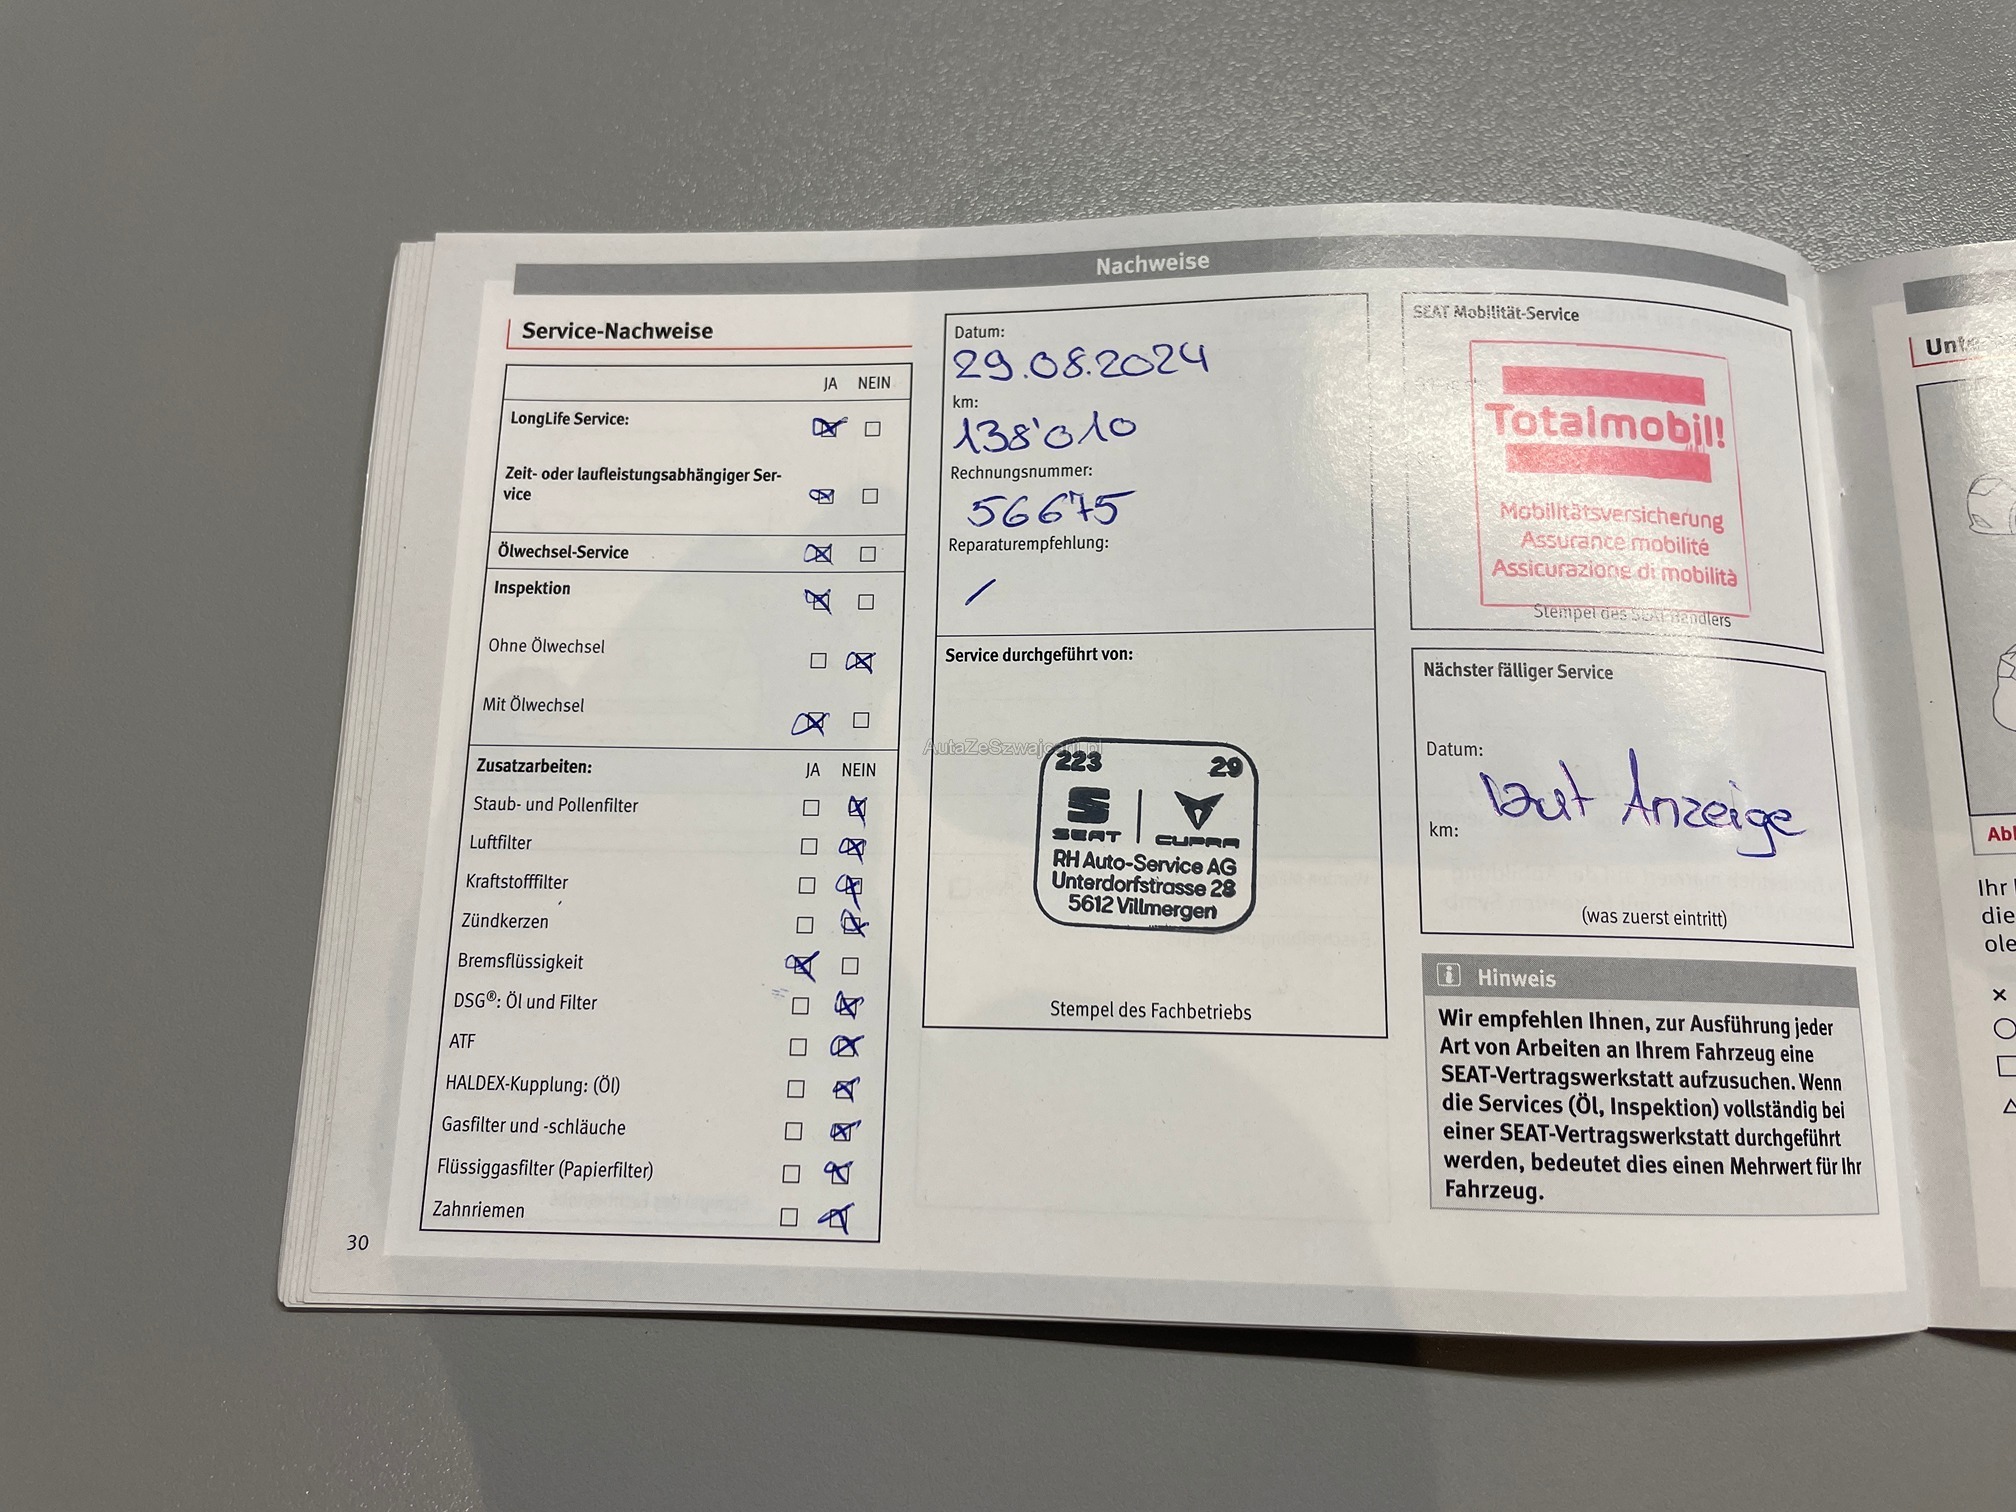 Nachweise
Service-Nachweise
JA NEIN
LongLife Service:
Zeit- oder laufleistungsabhängiger Ser-
vice
Ölwechsel-Service
Inspektion
Ohne Ölwechsel
Mit Ölwechsel
Zusatzarbeiten: JA NEIN
Staub- und Pollenfilter
Luftfilter
Kraftstofffilter
Zündkerzen
Bremsflüssigkeit
DSG®: Öl und Filter
ATF
HALDEX-Kupplung: (Öl)
Gasfilter und -schläuche
Flüssiggasfilter (Papierfilter)
Zahnriemen
30
Datum:
29.08.2024
km:
138'010
Rechnungsnummer:
56675
Reparaturempfehlung:
/
Service durchgeführt von:
AutaZeSzwajcarii.pl
223 29
SEAT CUPRA
RH Auto-Service AG
Unterdorfstrasse 28
5612 Villmergen
Stempel des Fachbetriebs
SEAT Mobilität-Service
Totalmobil!
Mobilitätsversicherung
Assurance mobilité
Assicurazione di mobilità
Stempel des SEAT Händlers
Nächster fälliger Service
Datum:
Laut Anzeige
km:
(was zuerst eintritt)
Hinweis
Wir empfehlen Ihnen, zur Ausführung jeder
Art von Arbeiten an Ihrem Fahrzeug eine
SEAT-Vertragswerkstatt aufzusuchen. Wenn
die Services (Öl, Inspektion) vollständig bei
einer SEAT-Vertragswerkstatt durchgeführt
werden, bedeutet dies einen Mehrwert für Ihr
Fahrzeug.
Ihr
die